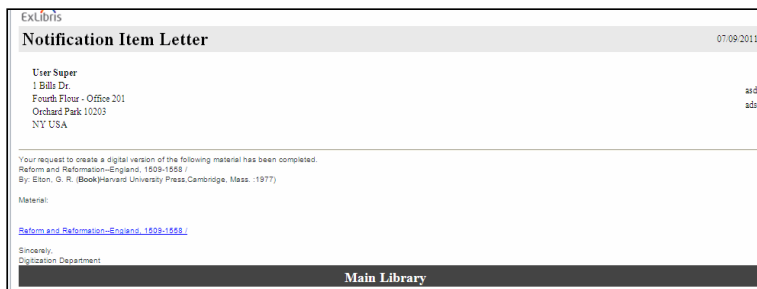 ExLibris
Notification Item Letter
07/09/2011
User Super
1 Bills Dr.
Fourth Flour - Office 201
Orchard Park 10203
NY USA
asd
ads
Your request to create a digital version of the following material has been completed.
Reform and Reformation--England, 1509-1558 /
By: Elton, G. R. (Book)Harvard University Press,Cambridge, Mass. :1977)
Material:
Reform and Reformation--England, 1509-1558 /
Sincerely,
Digitization Department
Main Library